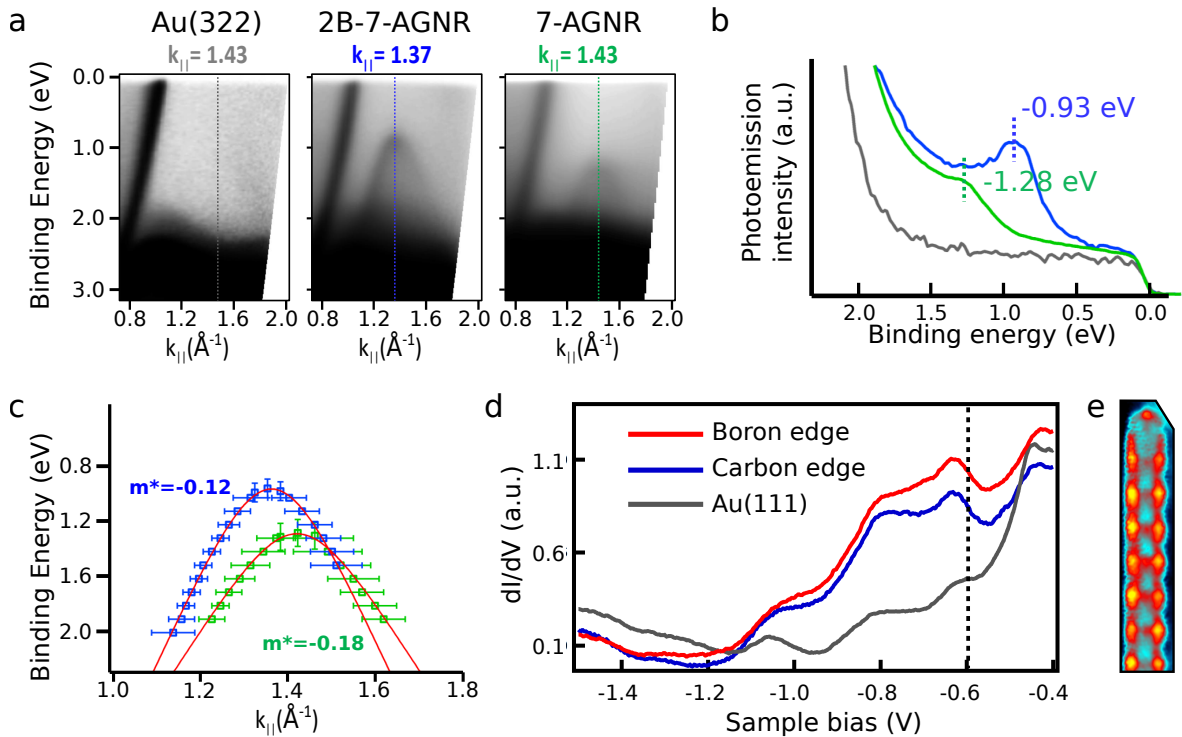 a
Au(322)
2B-7-AGNR
7-AGNR
k||= 1.43
k||= 1.37
k||= 1.43
Binding Energy (eV)
0.0
1.0
2.0
3.0
0.8 1.2 1.6 2.0
0.8 1.2 1.6 2.0
0.8 1.2 1.6 2.0
k||(Å-1)
k||(Å-1)
k||(Å-1)
b
Photoemission
intensity (a.u.)
-0.93 eV
-1.28 eV
2.0 1.5 1.0 0.5 0.0
Binding energy (eV)
c
Binding Energy (eV)
0.8
1.2
1.6
2.0
m*=-0.12
m*=-0.18
1.0 1.2 1.4 1.6 1.8
k||(Å-1)
d
dI/dV (a.u.)
1.10
0.60
0.10
Boron edge
Carbon edge
Au(111)
-1.4 -1.2 -1.0 -0.8 -0.6 -0.4
Sample bias (V)
e